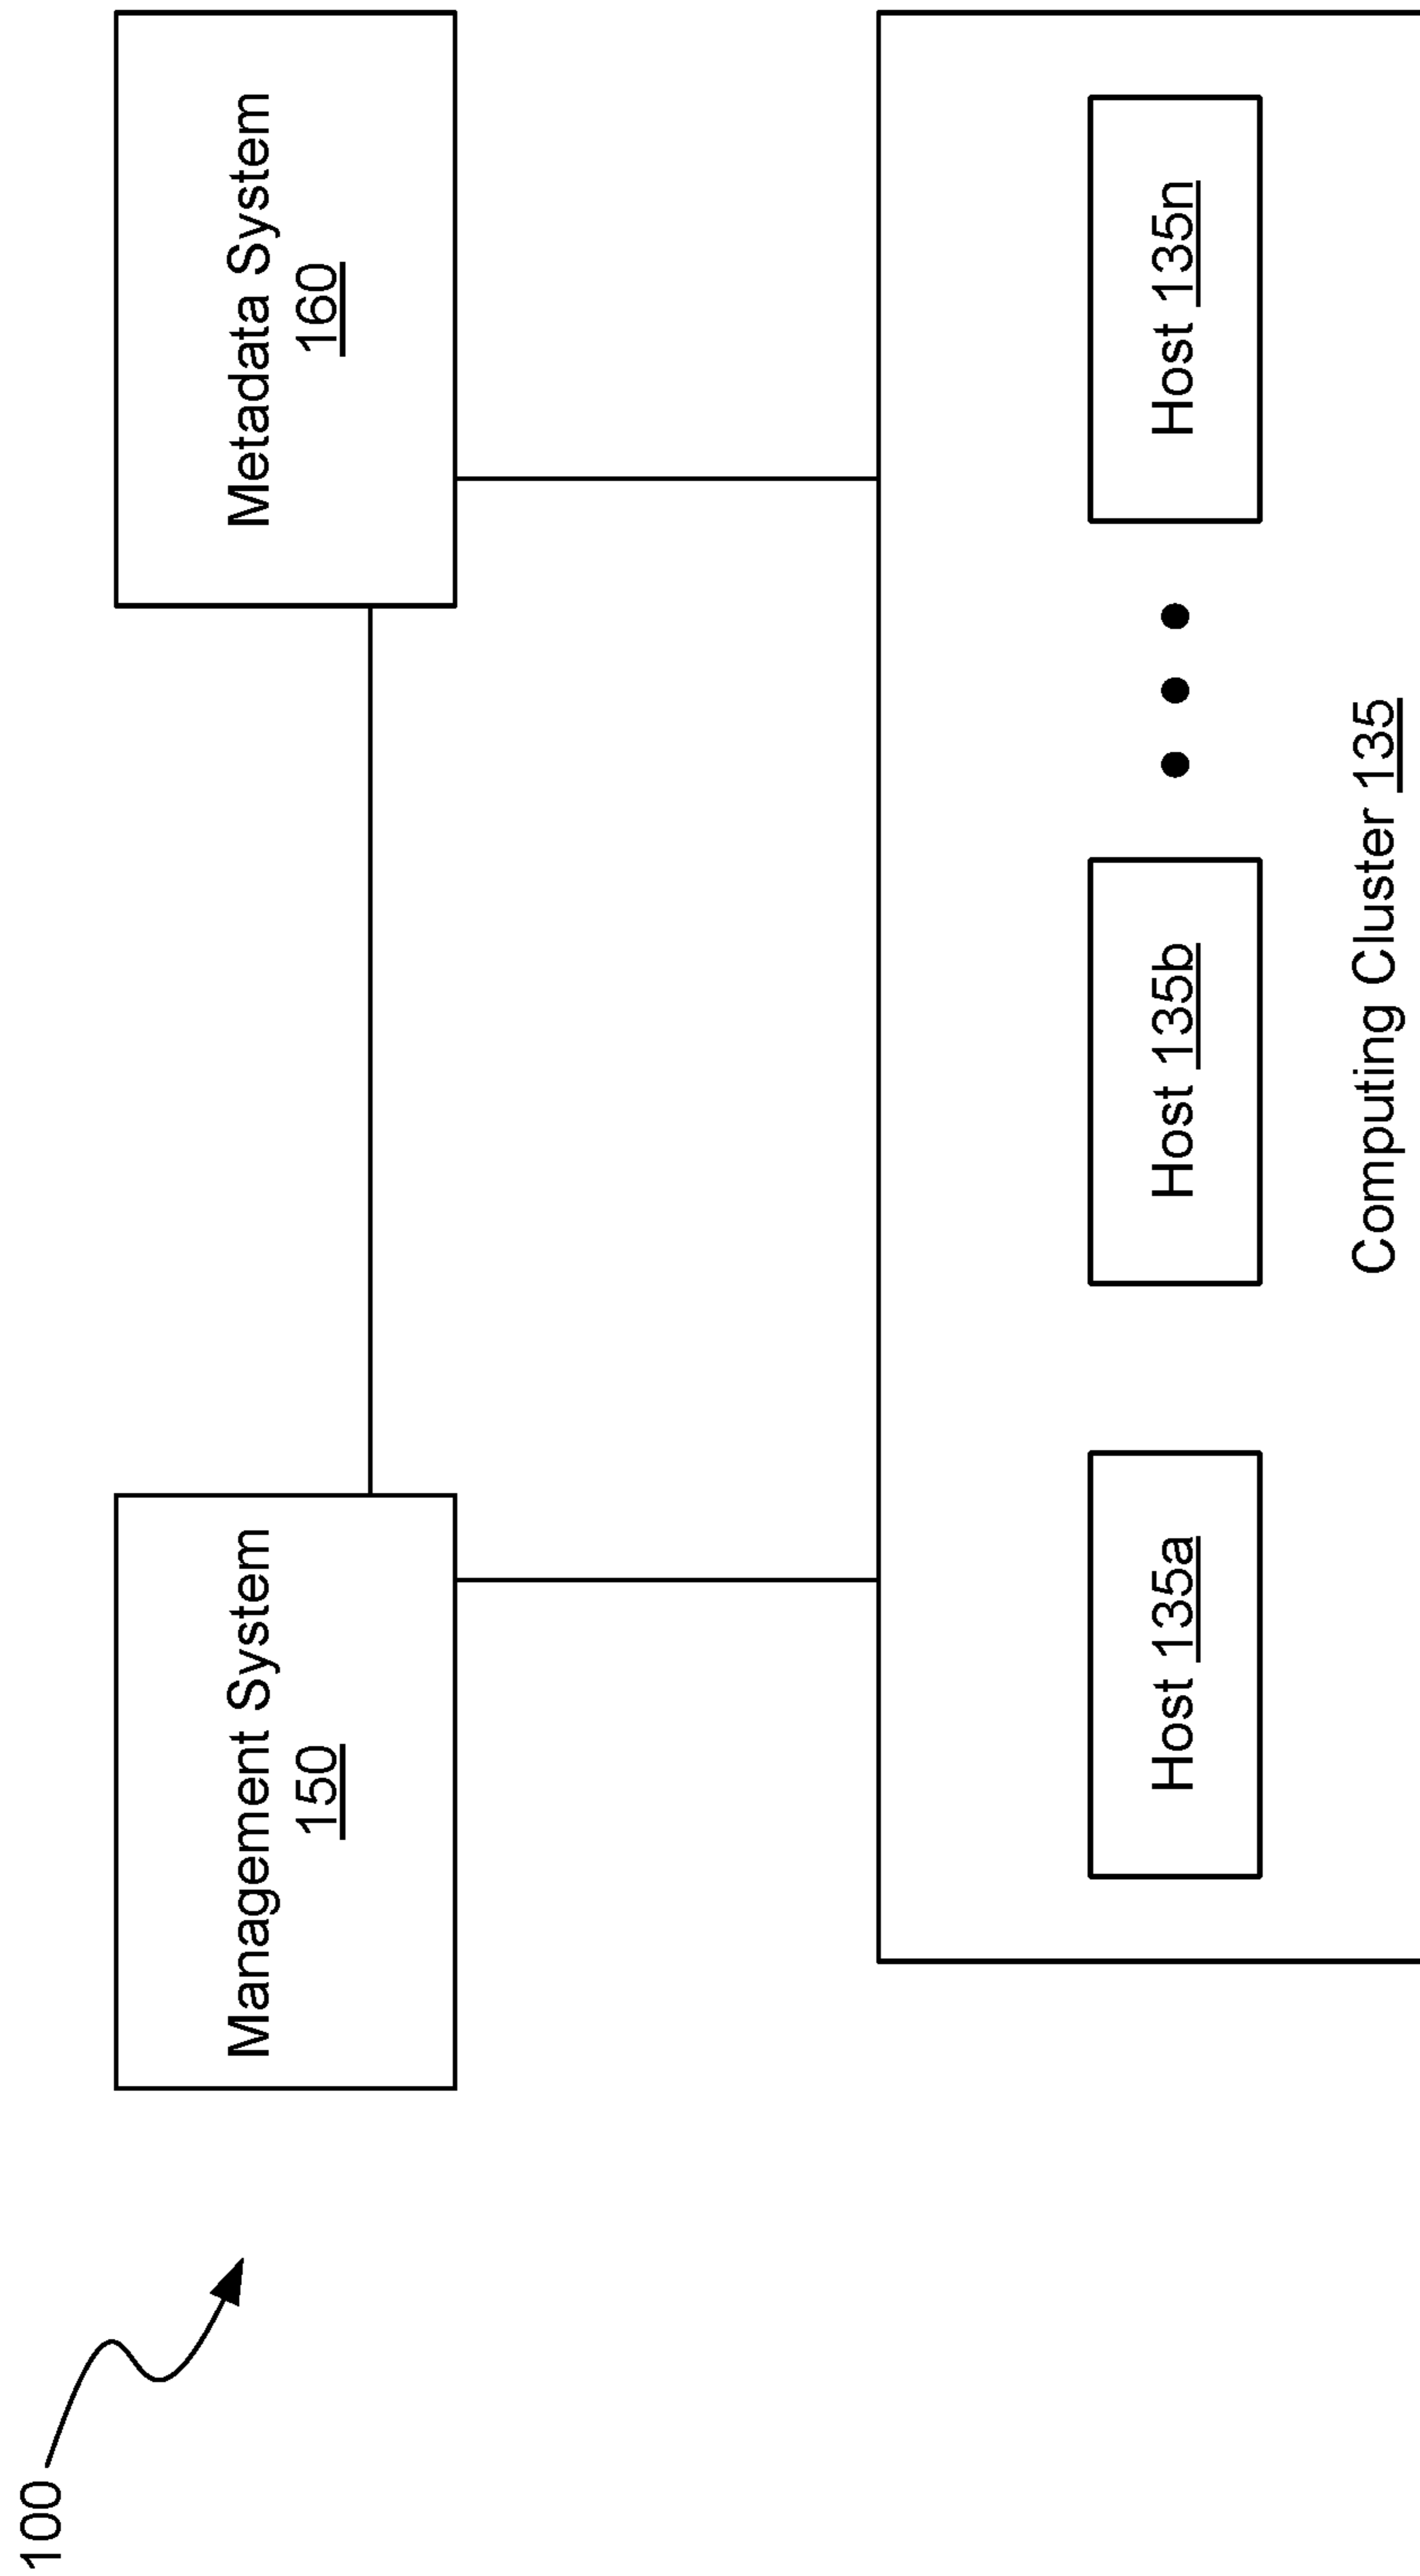 100
Management System
150
Metadata System
160
Host 135a
Host 135b
Host 135n
Computing Cluster 135